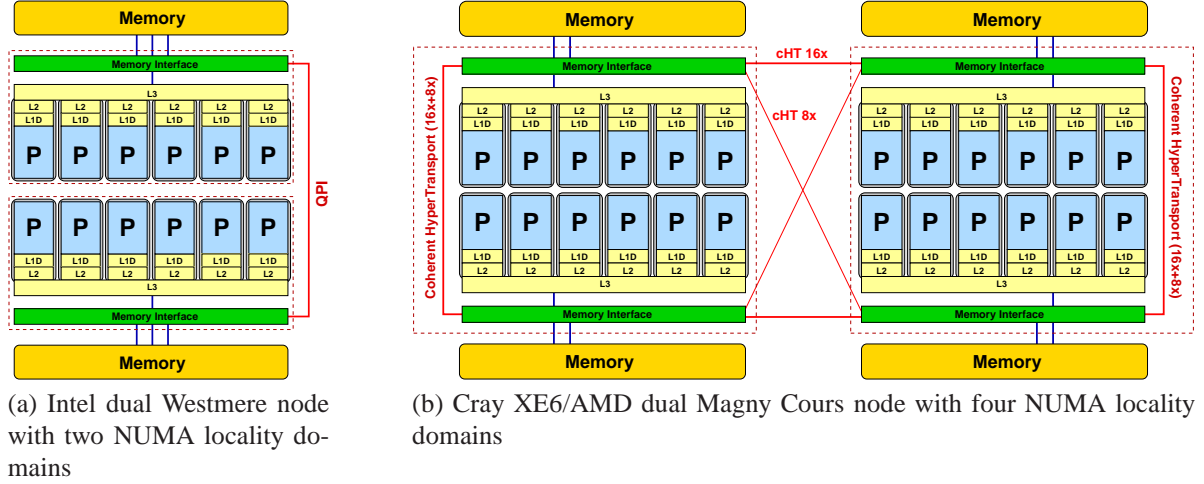 Memory
Memory Interface
L3
L2 L2 L2 L2 L2 L2
L1D L1D L1D L1D L1D L1D
P P P P P P
QPI
P P P P P P
L1D L1D L1D L1D L1D L1D
L2 L2 L2 L2 L2 L2
L3
Memory Interface
Memory
(a) Intel dual Westmere node
with two NUMA locality do-
mains
Memory
Memory Interface
L3
L2 L2 L2 L2 L2 L2
L1D L1D L1D L1D L1D L1D
P P P P P P
P P P P P P
L1D L1D L1D L1D L1D L1D
L2 L2 L2 L2 L2 L2
L3
Memory Interface
Memory
Coherent HyperTransport (16x+8x)
cHT 16x
cHT 8x
Memory
Memory Interface
L3
L2 L2 L2 L2 L2 L2
L1D L1D L1D L1D L1D L1D
P P P P P P
P P P P P P
L1D L1D L1D L1D L1D L1D
L2 L2 L2 L2 L2 L2
L3
Memory Interface
Memory
Coherent HyperTransport (16x+8x)
(b) Cray XE6/AMD dual Magny Cours node with four NUMA locality
domains